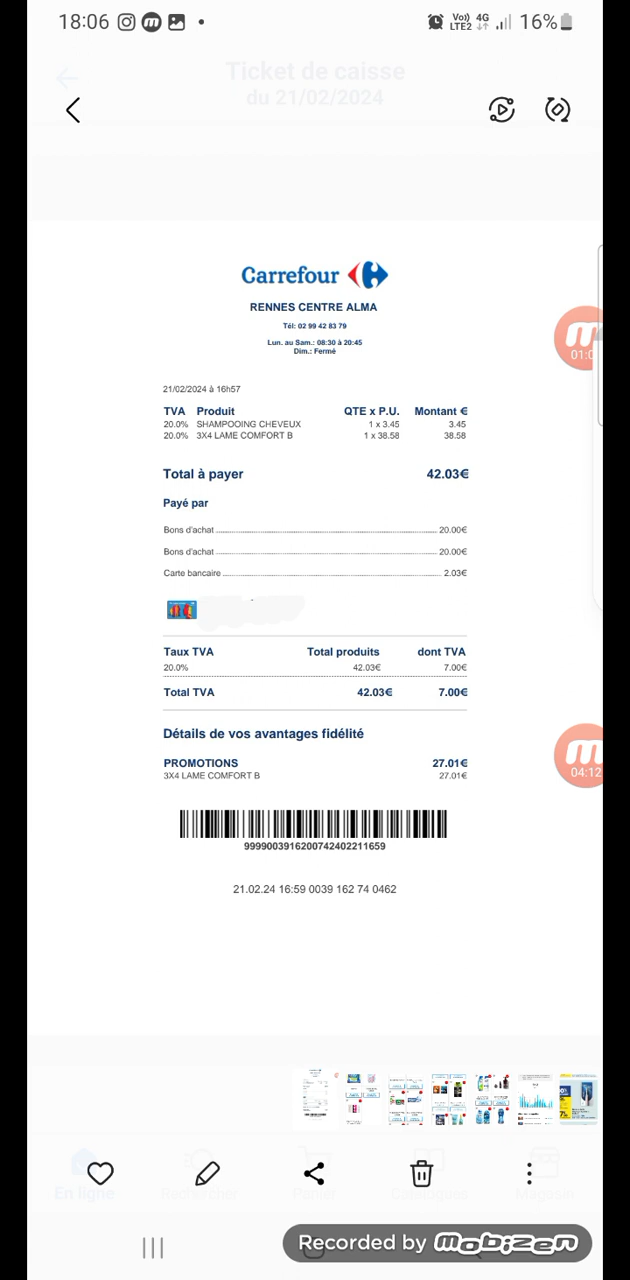 18:06
Vo)) 4G
LTE2
16%
Ticket de caisse
du 21/02/2024
Carrefour
RENNES CENTRE ALMA
Tél: 02 99 42 83 79
Lun. au Sam.: 08:30 à 20:45
Dim.: Fermé
m
01:0
21/02/2024 à 16h57
TVA Produit QTE x P.U. Montant €
20.0% SHAMPOOING CHEVEUX 1 x 3.45 3.45
20.0% 3X4 LAME COMFORT B 1 x 38.58 38.58
Total à payer 42.03€
Payé par
Bons d'achat 20.00€
Bons d'achat 20.00€
Carte bancaire 2.03€
Taux TVA Total produits dont TVA
20.0% 42.03€ 7.00€
Total TVA 42.03€ 7.00€
Détails de vos avantages fidélité
PROMOTIONS 27.01€
3X4 LAME COMFORT B 27.01€
m
04:12
9999003916200742402211659
21.02.24 16:59 0039 162 74 0462
En ligne Rechercher Panier Catalogues Magasin
Recorded by mobizen